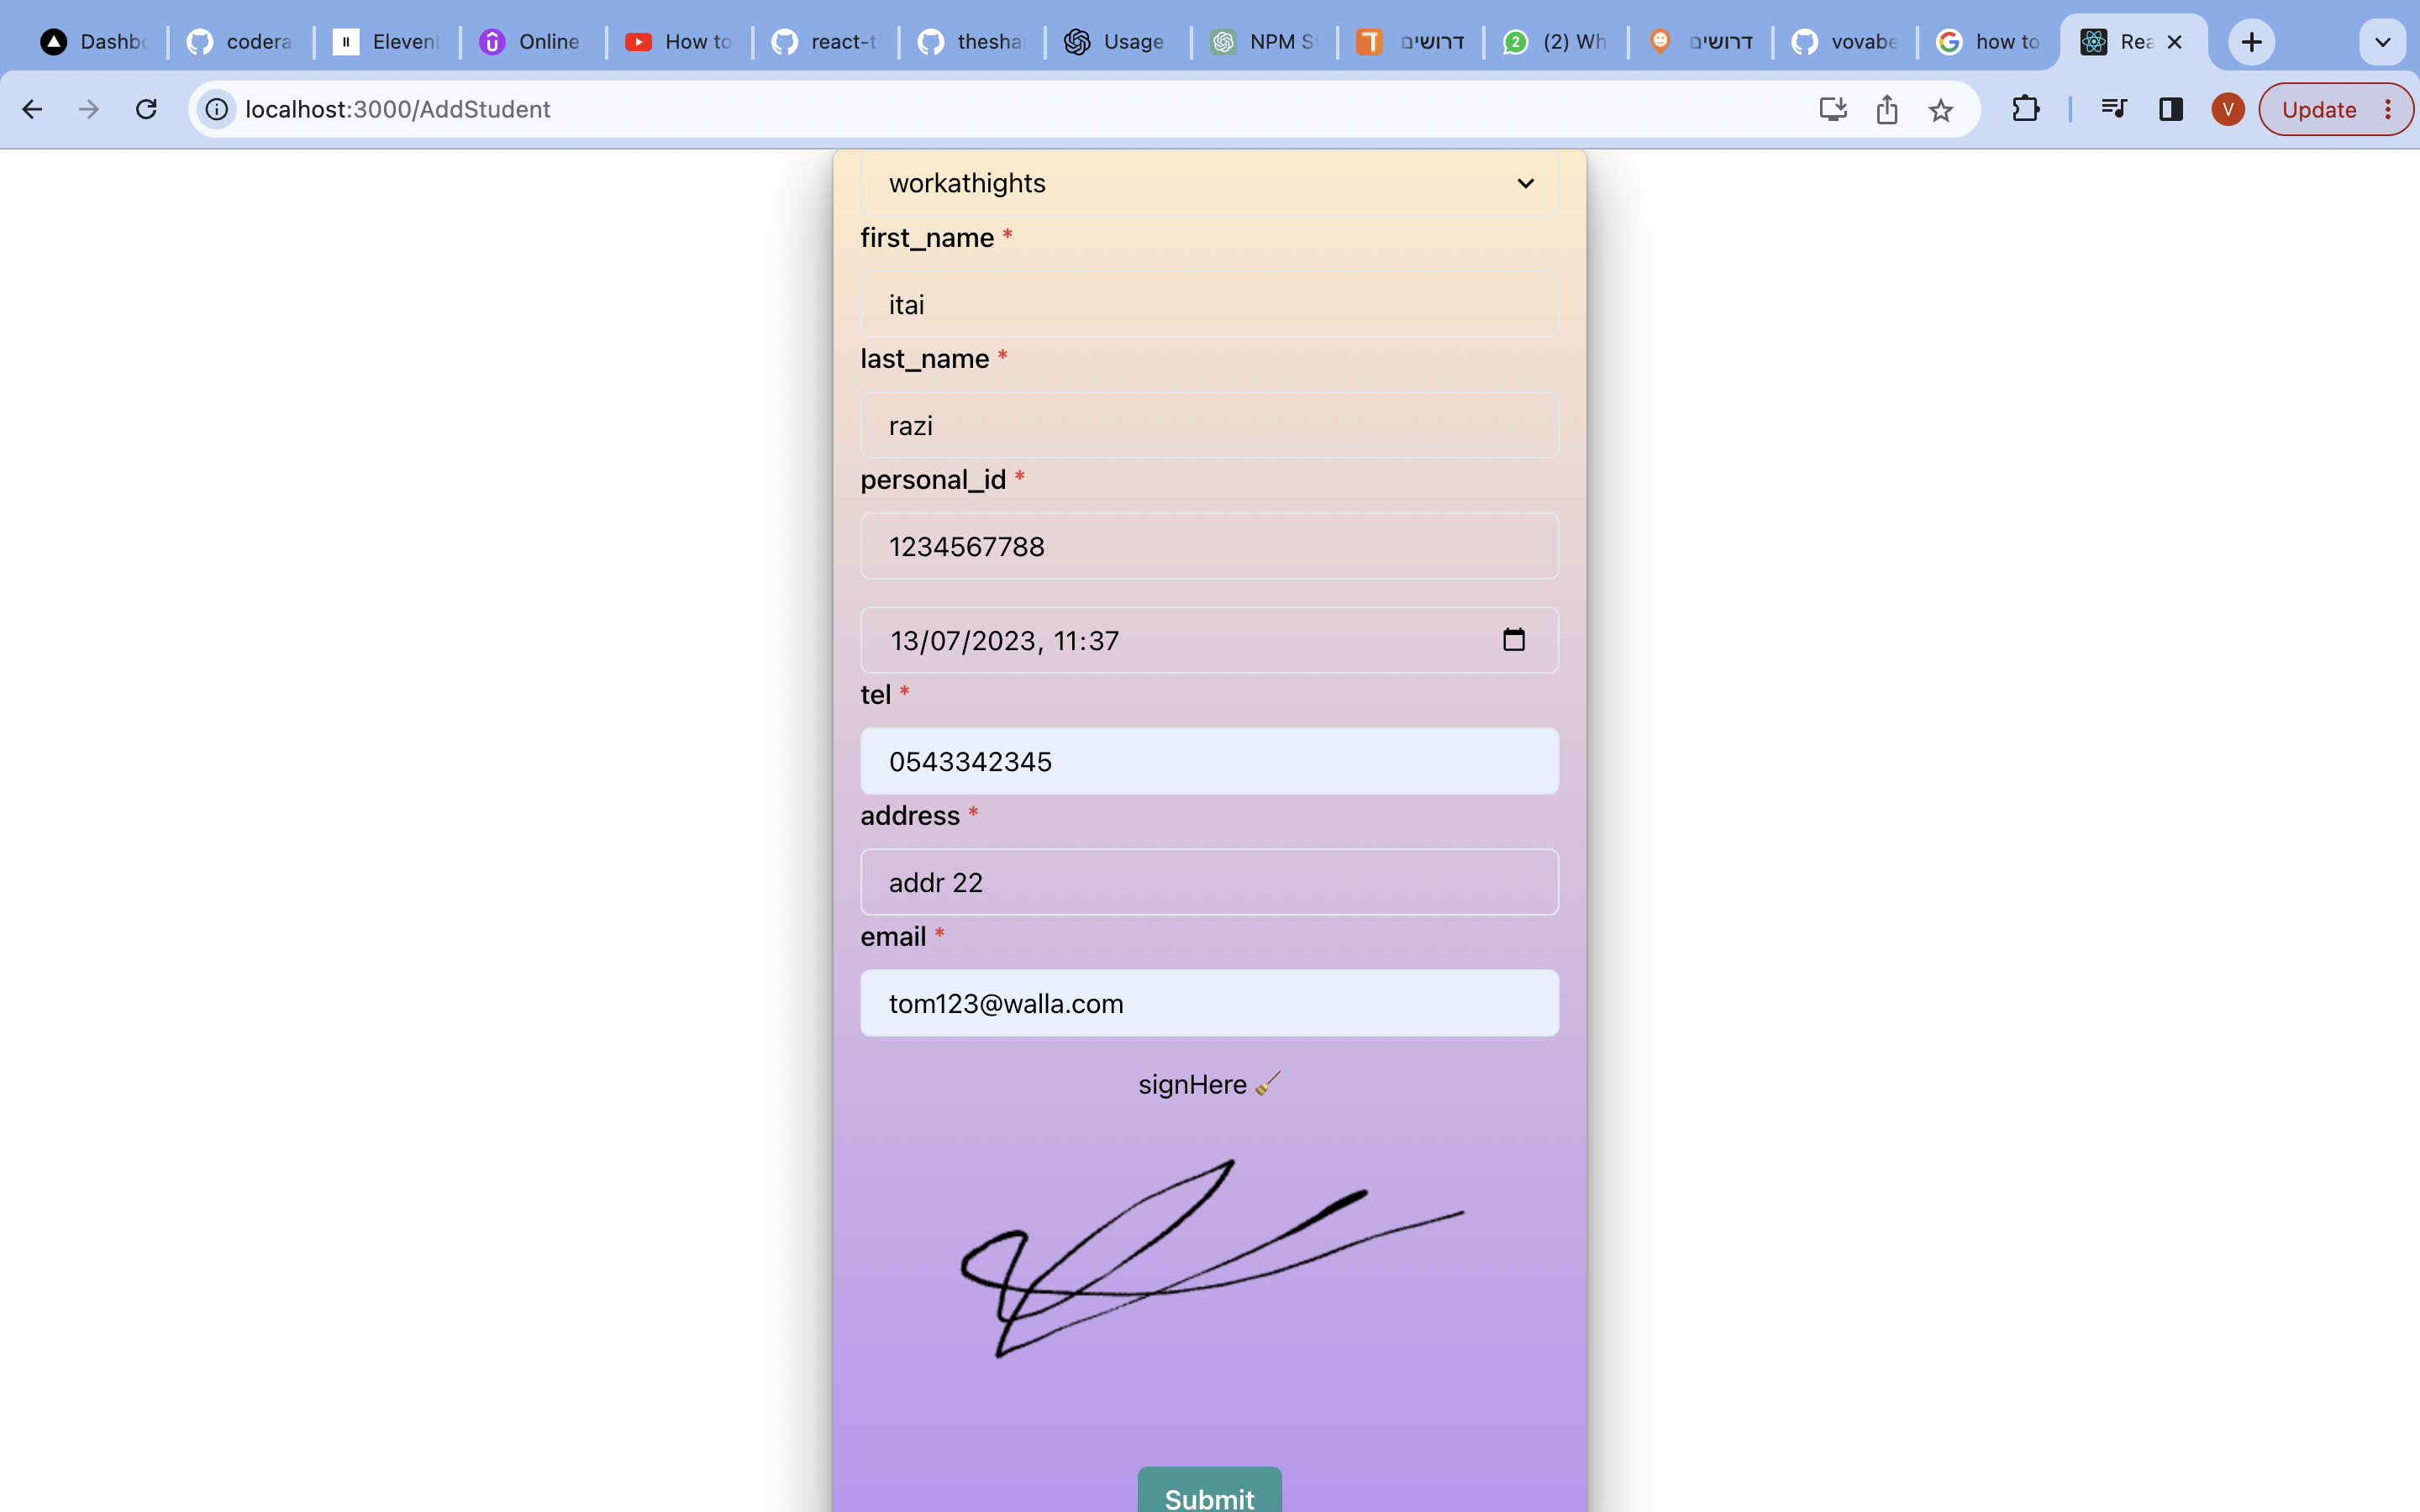 Dashbo codera ElevenL Online How to react-t thesha Usage NPM S דרושים (2) Wh דרושים vovabe how to Rea
localhost:3000/AddStudent Update
workathights
first_name *
itai
last_name *
razi
personal_id *
1234567788
13/07/2023, 11:37
tel *
0543342345
address *
addr 22
email *
tom123@walla.com
signHere
Submit